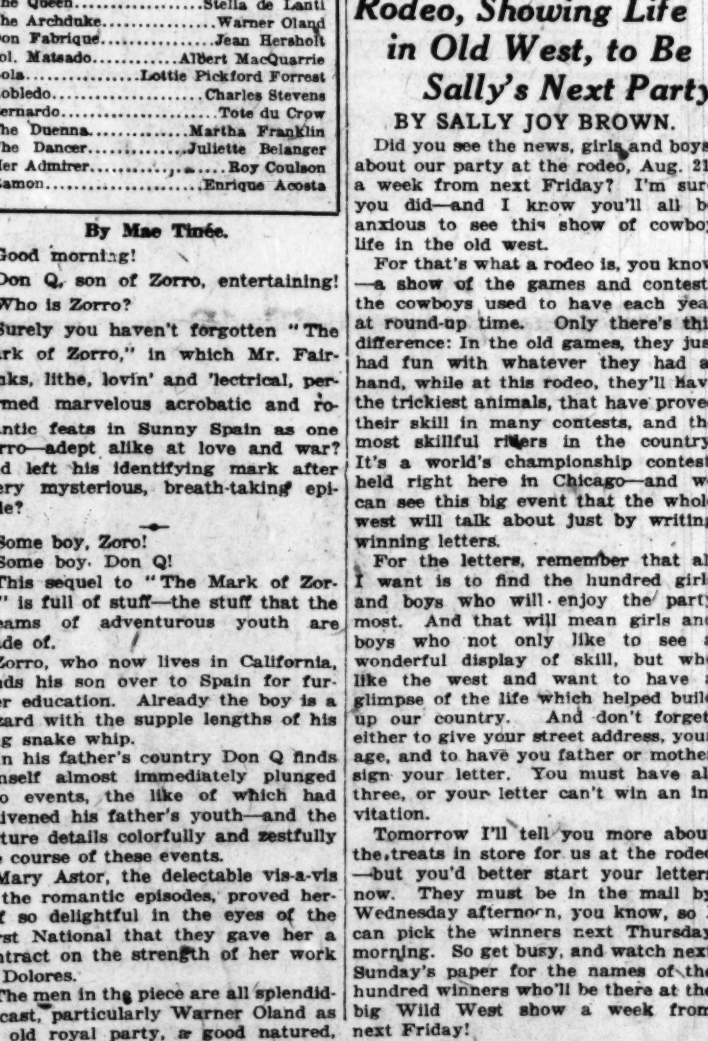 he Queen....................Stella de Lanti
he Archduke................Warner Oland
on Fabrique..................Jean Hersholt
ol. Matsado..............Albert MacQuarrie
ola.............Lottie Pickford Forrest
obledo.....................Charles Stevens
ernardo......................Tote du Crow
he Duenna...............Martha Franklin
he Dancer..............Juliette Belanger
er Admirer....................Roy Coulson
amon......................Enrique Acosta
By Mae Tinée.
Good morning!
Don Q, son of Zorro, entertaining!
Who is Zorro?
Surely you haven't forgotten "The
rk of Zorro," in which Mr. Fair-
nks, lithe, lovin' and 'lectrical, per-
med marvelous acrobatic and ro-
ntic feats in Sunny Spain as one
rro—adept alike at love and war?
d left his identifying mark after
ery mysterious, breath-taking epi-
de?
Some boy, Zoro!
Some boy. Don Q!
This sequel to "The Mark of Zor-
" is full of stuff—the stuff that the
eams of adventurous youth are
de of.
Zorro, who now lives in California,
nds his son over to Spain for fur-
er education. Already the boy is a
zard with the supple lengths of his
g snake whip.
In his father's country Don Q finds
mself almost immediately plunged
o events, the like of which had
ivened his father's youth—and the
ture details colorfully and zestfully
e course of these events.
Mary Astor, the delectable vis-a-vis
the romantic episodes, proved her-
f so delightful in the eyes of the
rst National that they gave her a
ntract on the strength of her work
Dolores.
The men in the piece are all splendid-
cast, particularly Warner Oland as
old royal party, a good natured,
Rodeo, Showing Life
in Old West, to Be
Sally's Next Party
BY SALLY JOY BROWN.
Did you see the news, girls and boys
about our party at the rodeo, Aug. 21
a week from next Friday? I'm sur
you did—and I know you'll all b
anxious to see this show of cowboy
life in the old west.
For that's what a rodeo is, you know
—a show of the games and contest
the cowboys used to have each yea
at round-up time. Only there's thi
difference: In the old games, they jus
had fun with whatever they had a
hand, while at this rodeo, they'll hav
the trickiest animals, that have prove
their skill in many contests, and th
most skillful riders in the country
It's a world's championship contest
held right here in Chicago—and w
can see this big event that the whol
west will talk about just by writing
winning letters.
For the letters, remember that al
I want is to find the hundred girl
and boys who will enjoy the party
most. And that will mean girls and
boys who not only like to see a
wonderful display of skill, but wh
like the west and want to have a
glimpse of the life which helped build
up our country. And don't forget
either to give your street address, your
age, and to have you father or mother
sign your letter. You must have al
three, or your letter can't win an in
vitation.
Tomorrow I'll tell you more abou
the treats in store for us at the rodeo
—but you'd better start your letter
now. They must be in the mail by
Wednesday afternoon, you know, so I
can pick the winners next Thursday
morning. So get busy, and watch next
Sunday's paper for the names of the
hundred winners who'll be there at the
big Wild West show a week from
next Friday!